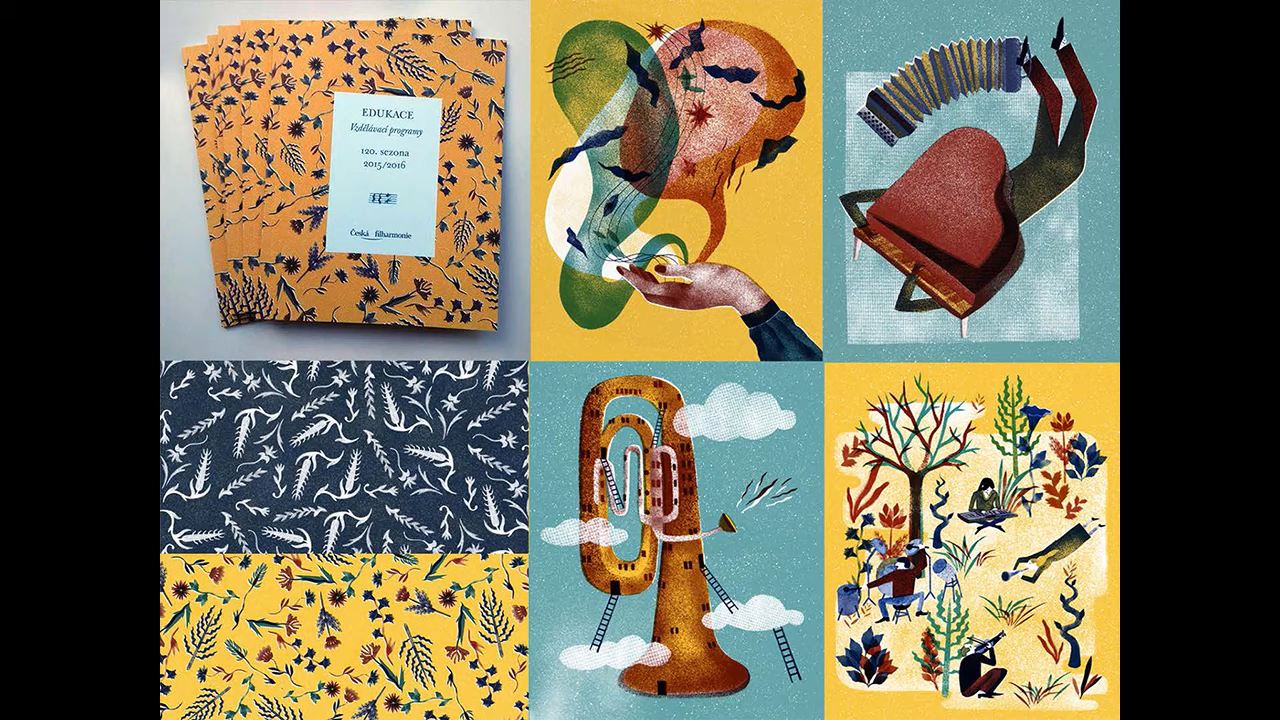 EDUKACE
Vzdělávací programy
120. sezona
2015/2016
Česká filharmonie